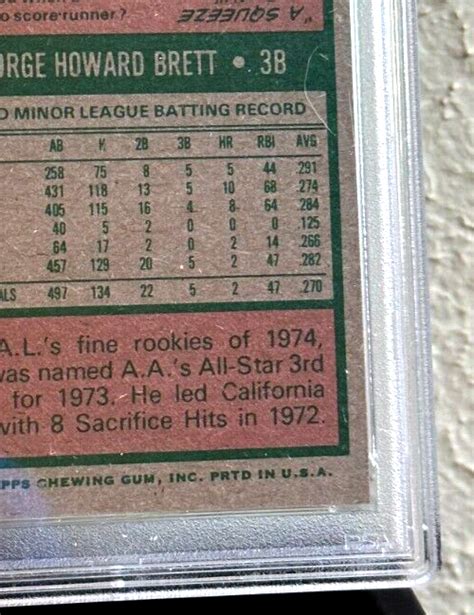 o score runner?
"A SQUEEZE
ORGE HOWARD BRETT • 3B
D MINOR LEAGUE BATTING RECORD
AB H 2B 3B HR RBI AVG
258 75 8 5 5 44 .291
431 118 13 5 10 68 .274
405 115 16 4 8 64 .284
40 5 2 0 0 0 .125
64 17 2 0 2 14 .266
457 129 20 5 2 47 .282
ALS 497 134 22 5 2 47 .270
A.L.'s fine rookies of 1974,
was named A.A.'s All-Star 3rd
for 1973. He led California
with 8 Sacrifice Hits in 1972.
PPS CHEWING GUM, INC. PRTD IN U.S.A.
PSA